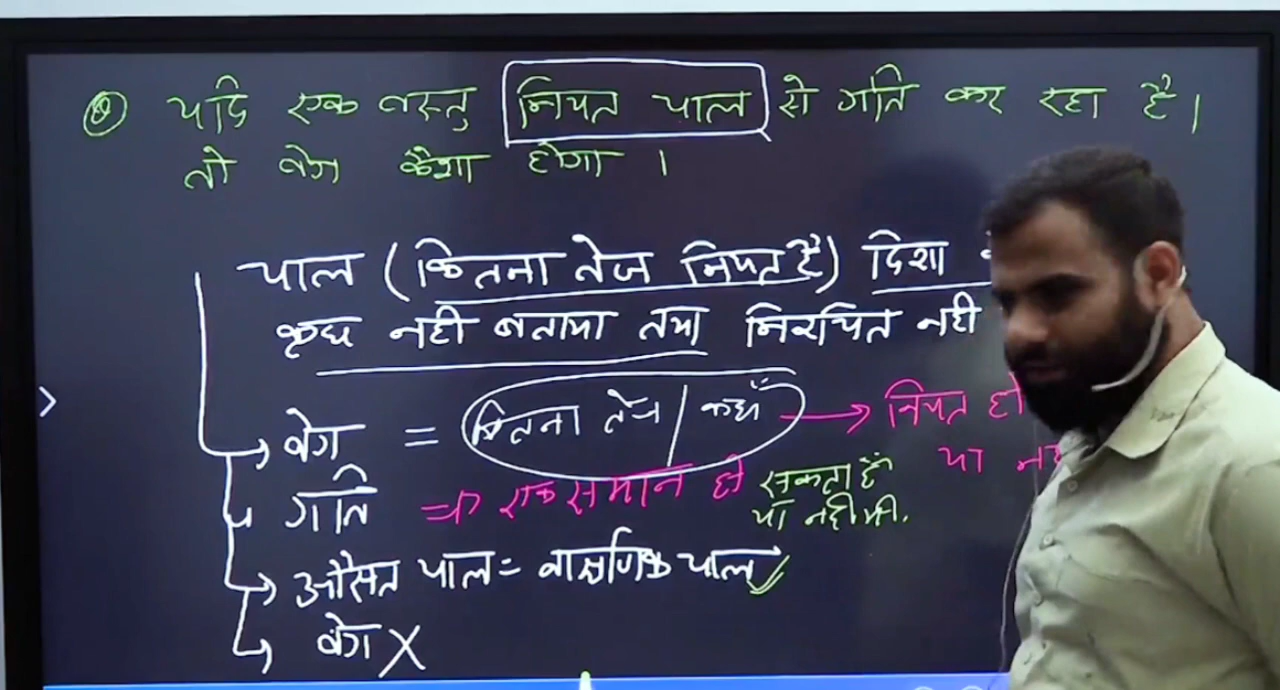 यदि एक वस्तु नियत चाल से गति कर रहा है।
तो वेग कैसा होगा ।
चाल (कितना तेज नियत है) दिशा
कुछ नही बताया तथा निश्चित नही
वेग = कितना तेज / कहाँ → नियत हो
या
गति ⇒ एक समान हो सकता है
या नही भी.
औसत चाल = तात्क्षणिक चाल
वेग X